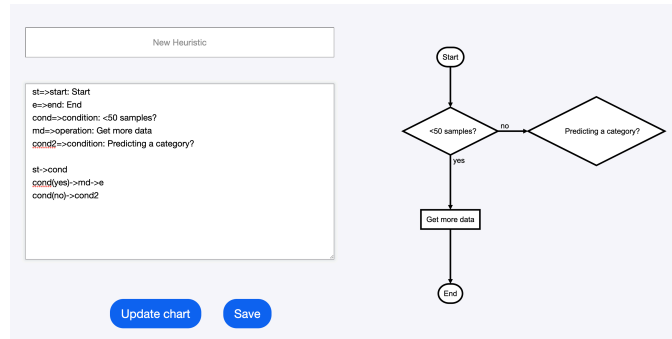 New Heuristic
st=>start: Start
e=>end: End
cond=>condition: <50 samples?
md=>operation: Get more data
cond2=>condition: Predicting a category?

st->cond
cond(yes)->md->e
cond(no)->cond2
Update chart
Save
Start
<50 samples?
no
Predicting a category?
yes
Get more data
End